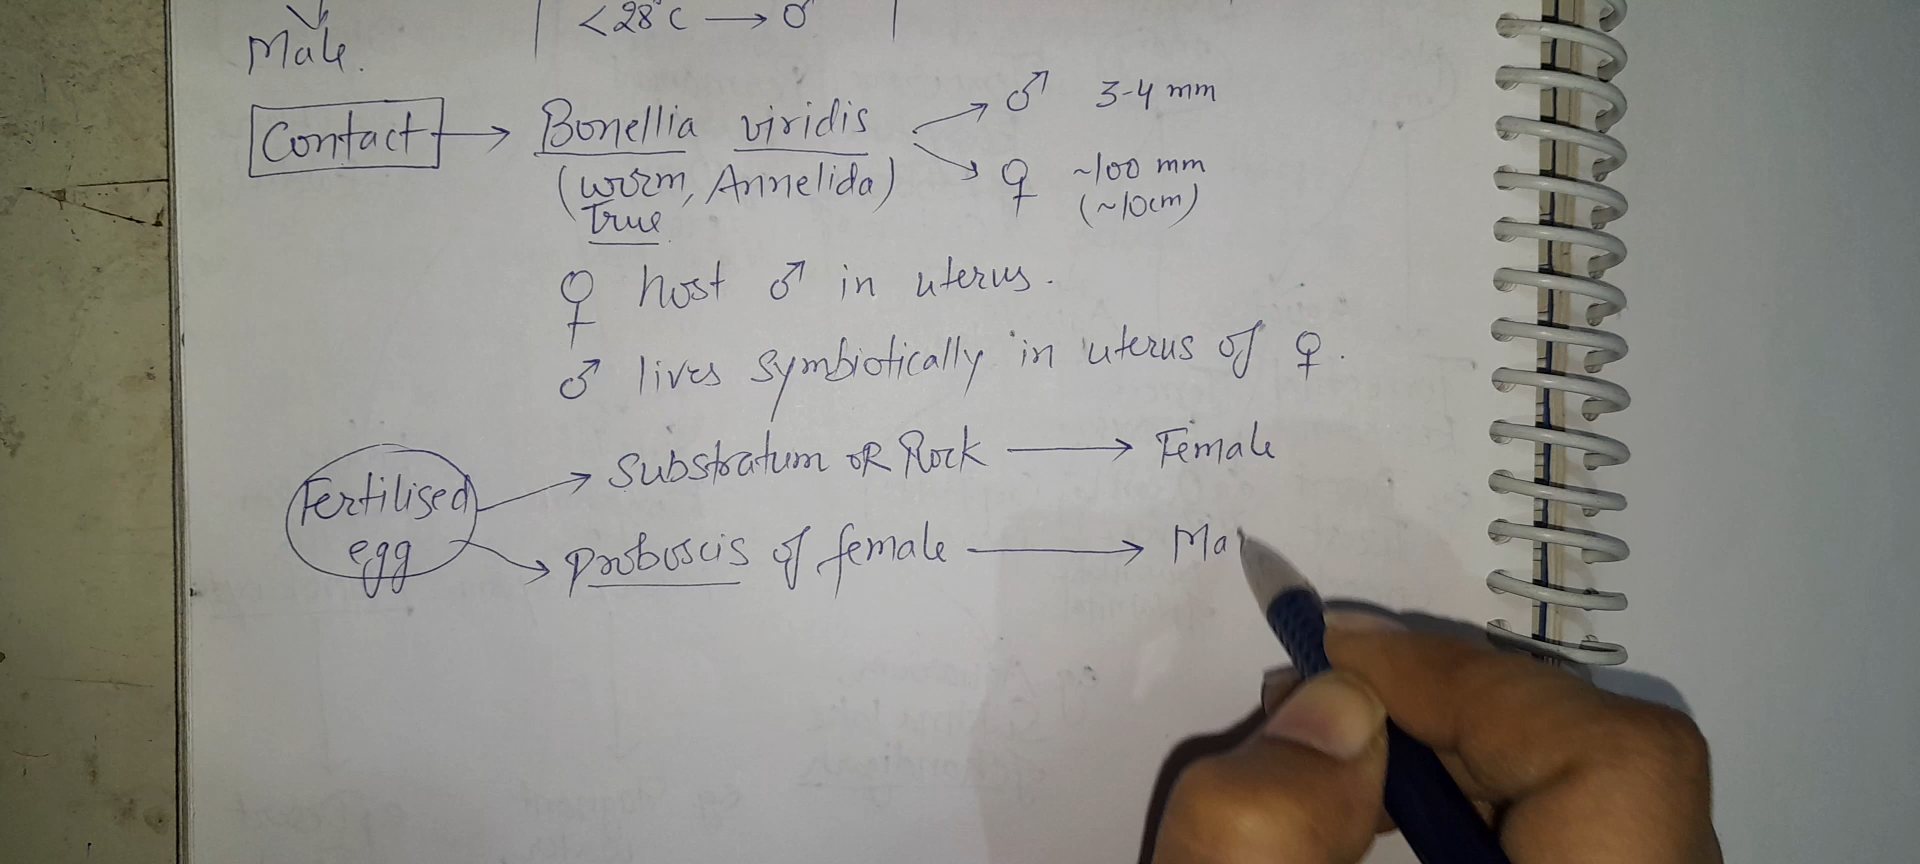 Male.
<28°C → ♂
Contact → Bonellia viridis
→ ♂ 3-4 mm
(worm, Annelida)
True
→ ♀ ~100 mm
(~10cm)
♀ host ♂ in uterus.
♂ lives symbiotically in uterus of ♀.
Fertilised egg
→ Substratum OR Rock → Female
→ proboscis of female → Ma